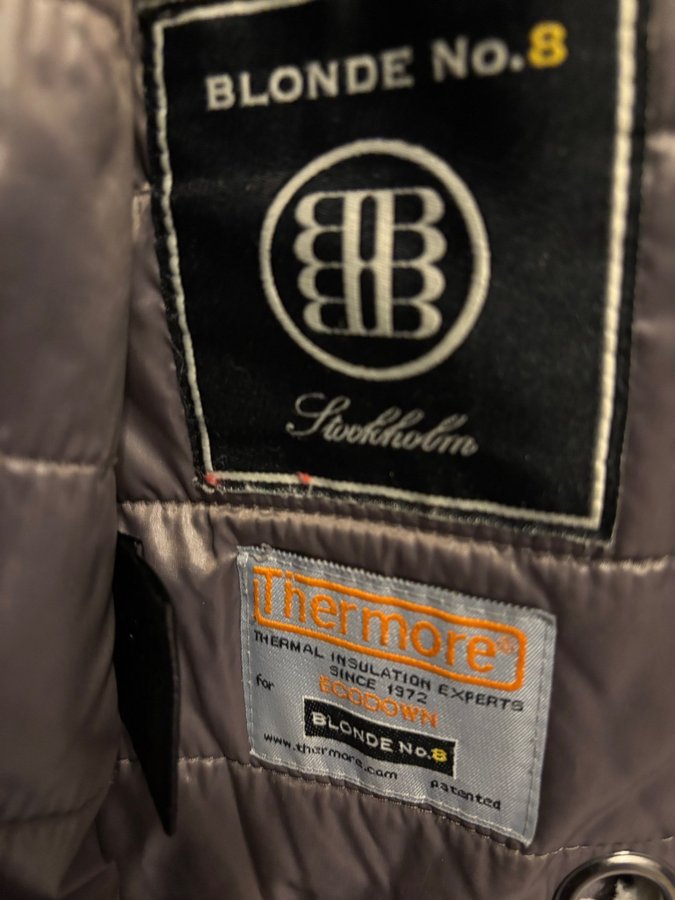 BLONDE No.8
Stockholm
Thermore®
THERMAL INSULATION EXPERTS
SINCE 1972
for ECODOWN
BLONDE No.8
www.thermore.com patented